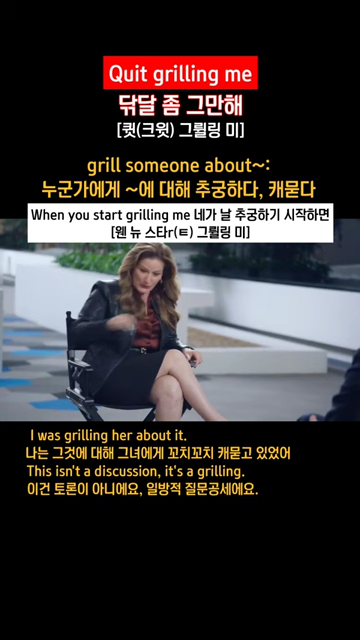 Quit grilling me
닦달 좀 그만해
[큇(크윗) 그륄링 미]
grill someone about~:
누군가에게 ~에 대해 추궁하다, 캐묻다
When you start grilling me 네가 날 추궁하기 시작하면
[웬 뉴 스타r(ㅌ) 그륄링 미]
I was grilling her about it.
나는 그것에 대해 그녀에게 꼬치꼬치 캐묻고 있었어
This isn't a discussion, it's a grilling.
이건 토론이 아니에요, 일방적 질문공세에요.